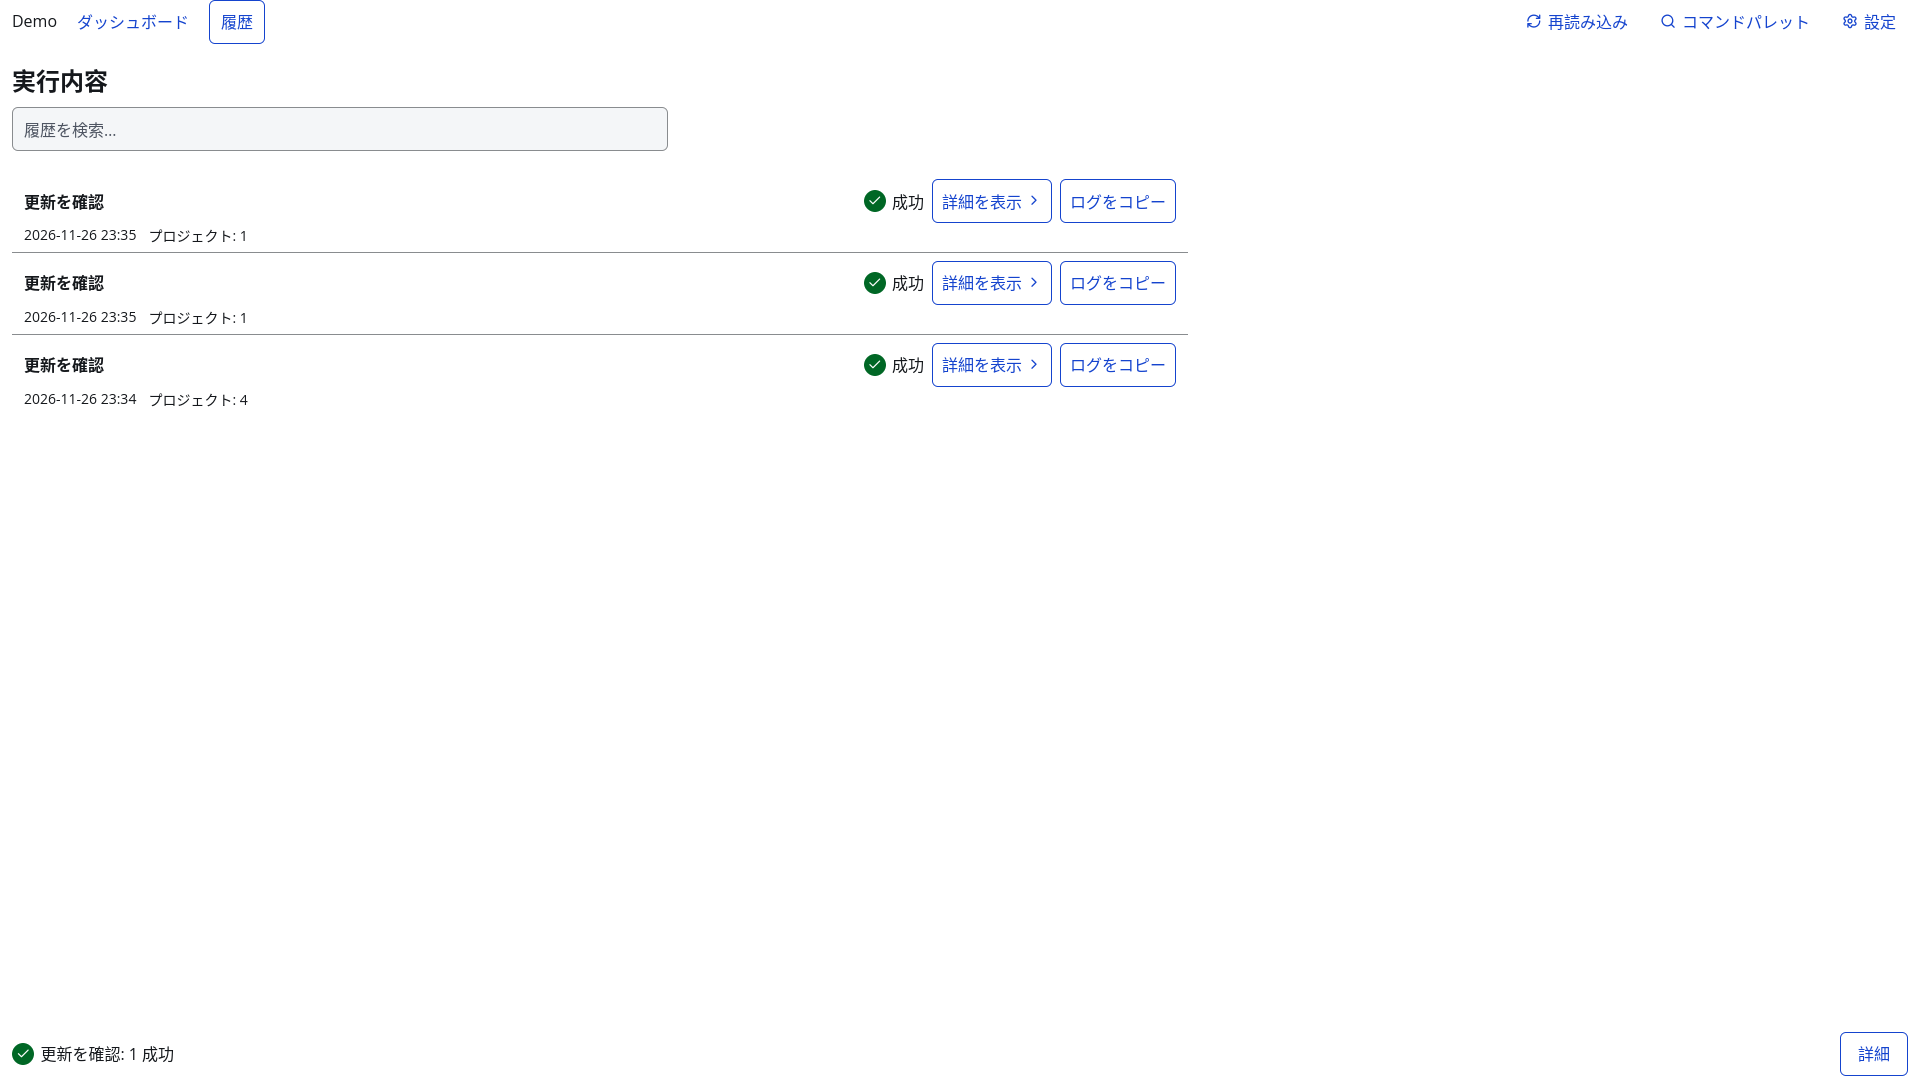 Demo ダッシュボード 履歴 再読み込み コマンドパレット 設定
実行内容
履歴を検索...
更新を確認 成功 詳細を表示 ログをコピー
2026-11-26 23:35 プロジェクト: 1
更新を確認 成功 詳細を表示 ログをコピー
2026-11-26 23:35 プロジェクト: 1
更新を確認 成功 詳細を表示 ログをコピー
2026-11-26 23:34 プロジェクト: 4
更新を確認: 1 成功 詳細